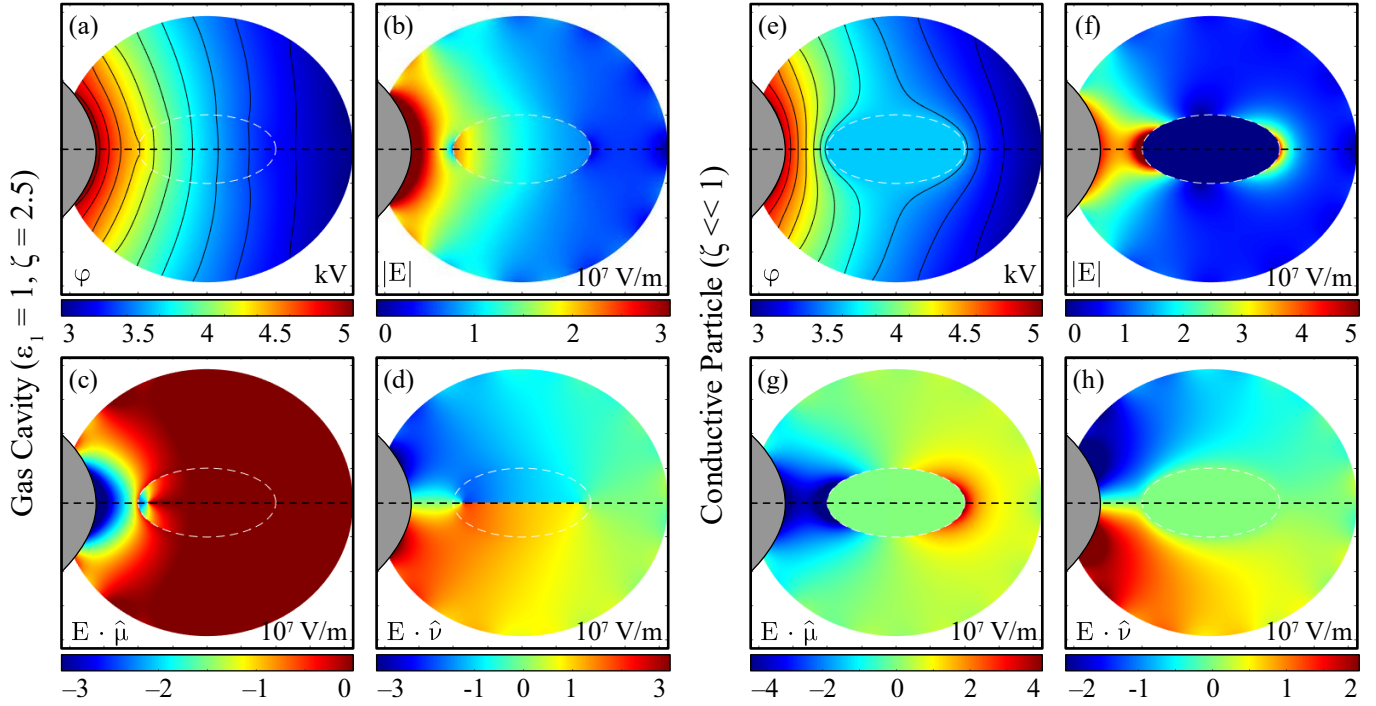 Gas Cavity (ε₁ = 1, ζ = 2.5)
(a)
φ
kV
3 3.5 4 4.5 5
(b)
|E|
10⁷ V/m
0 1 2 3
(c)
E · μ̂
10⁷ V/m
−3 −2 −1 0
(d)
E · ν̂
10⁷ V/m
−3 -1 0 1 3
Conductive Particle (ζ << 1)
(e)
φ
kV
3 3.5 4 4.5 5
(f)
|E|
10⁷ V/m
0 1 2 3 4 5
(g)
E · μ̂
10⁷ V/m
−4 −2 0 2 4
(h)
E · ν̂
10⁷ V/m
−2 -1 0 1 2